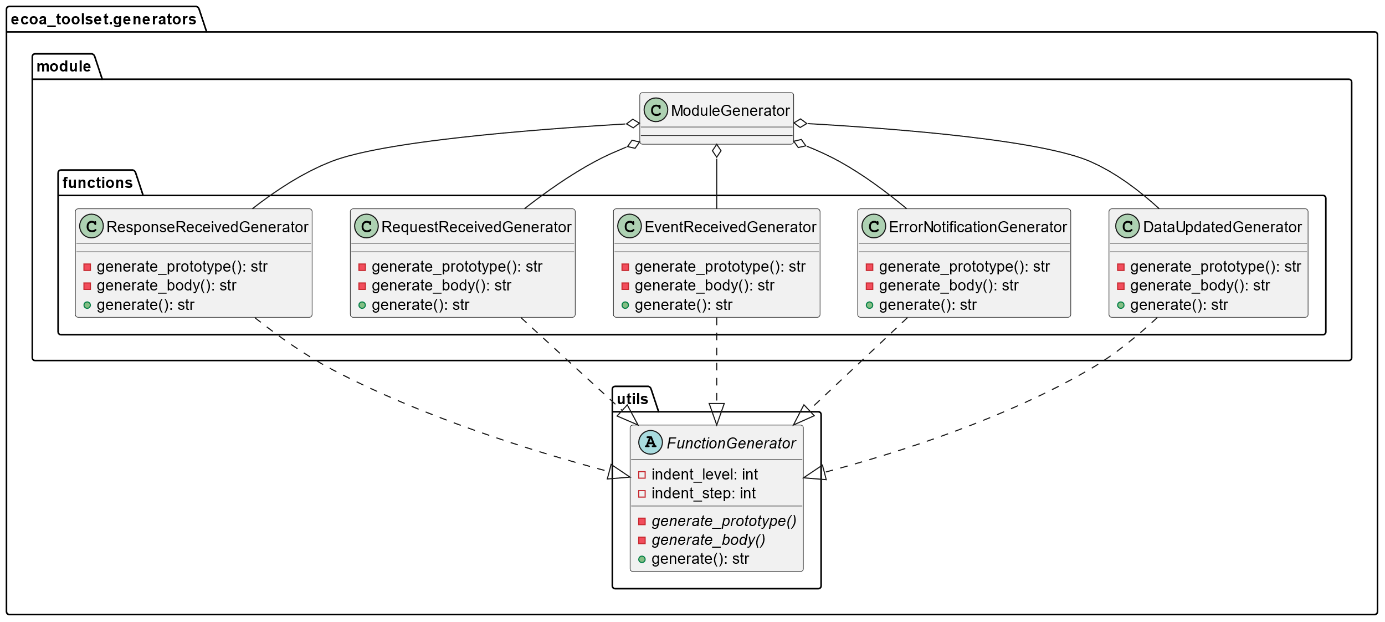 ecoa_toolset.generators
module
C ModuleGenerator
functions
C ResponseReceivedGenerator
generate_prototype(): str
generate_body(): str
generate(): str
C RequestReceivedGenerator
generate_prototype(): str
generate_body(): str
generate(): str
C EventReceivedGenerator
generate_prototype(): str
generate_body(): str
generate(): str
C ErrorNotificationGenerator
generate_prototype(): str
generate_body(): str
generate(): str
C DataUpdatedGenerator
generate_prototype(): str
generate_body(): str
generate(): str
utils
A FunctionGenerator
indent_level: int
indent_step: int
generate_prototype()
generate_body()
generate(): str